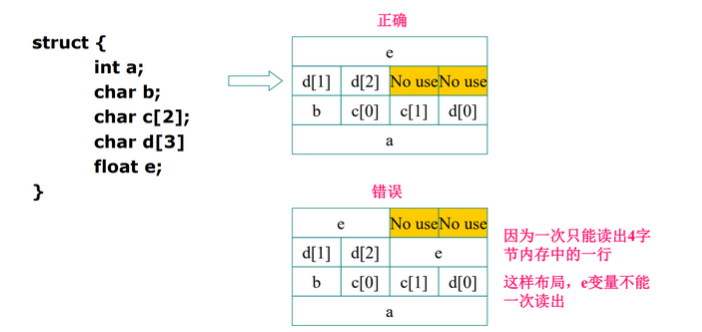 正确
struct {
int a;
char b;
char c[2];
char d[3]
float e;
}
e
d[1] d[2] No use No use
b c[0] c[1] d[0]
a
错误
e No use No use
d[1] d[2] e
b c[0] c[1] d[0]
a
因为一次只能读出4字
节内存中的一行
这样布局，e变量不能
一次读出